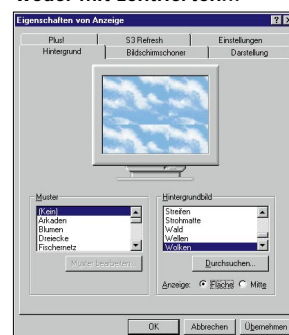 Eigenschaften von Anzeige
Plus! S3 Refresh Einstellungen
Hintergrund Bildschirmschoner Darstellung
Muster Hintergrundbild
(Kein) Streifen
Arkaden Strohmatte
Blumen Wald
Dreiecke Wellen
Fischernetz Wolken
Muster bearbeiten... Durchsuchen...
Anzeige: Fläche Mitte
OK Abbrechen Übernehmen